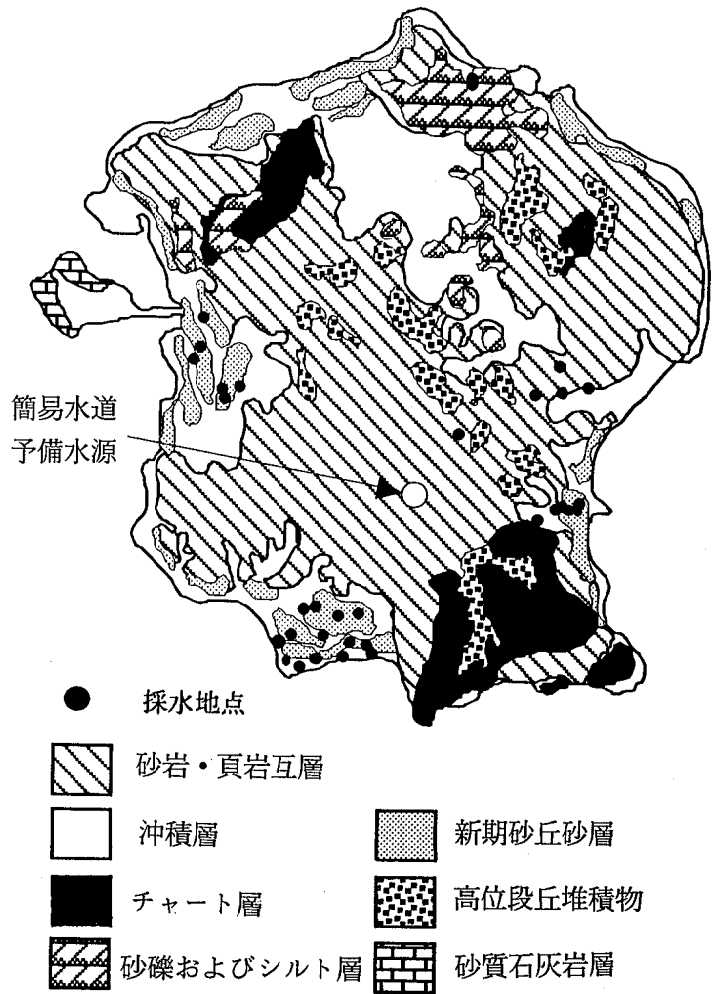 簡易水道
予備水源
採水地点
砂岩・頁岩互層
沖積層
新期砂丘砂層
チャート層
高位段丘堆積物
砂礫およびシルト層
砂質石灰岩層